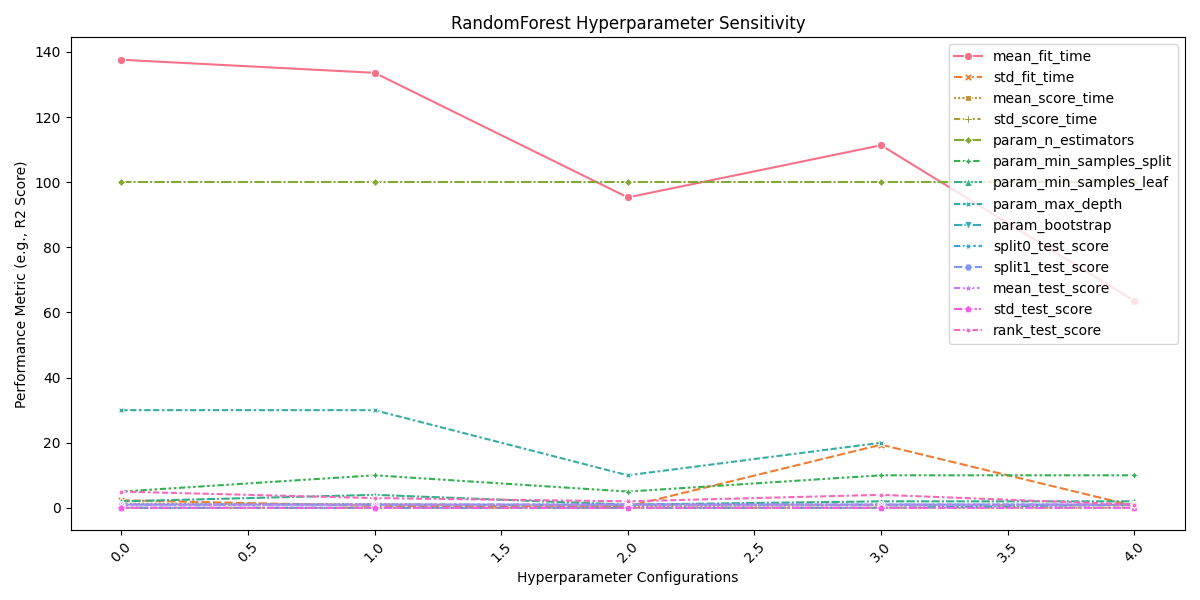 RandomForest Hyperparameter Sensitivity
Performance Metric (e.g., R2 Score)
140
120
100
80
60
40
20
0
mean_fit_time
std_fit_time
mean_score_time
std_score_time
param_n_estimators
param_min_samples_split
param_min_samples_leaf
param_max_depth
param_bootstrap
split0_test_score
split1_test_score
mean_test_score
std_test_score
rank_test_score
0.0
0.5
1.0
1.5
2.0
2.5
3.0
3.5
4.0
Hyperparameter Configurations